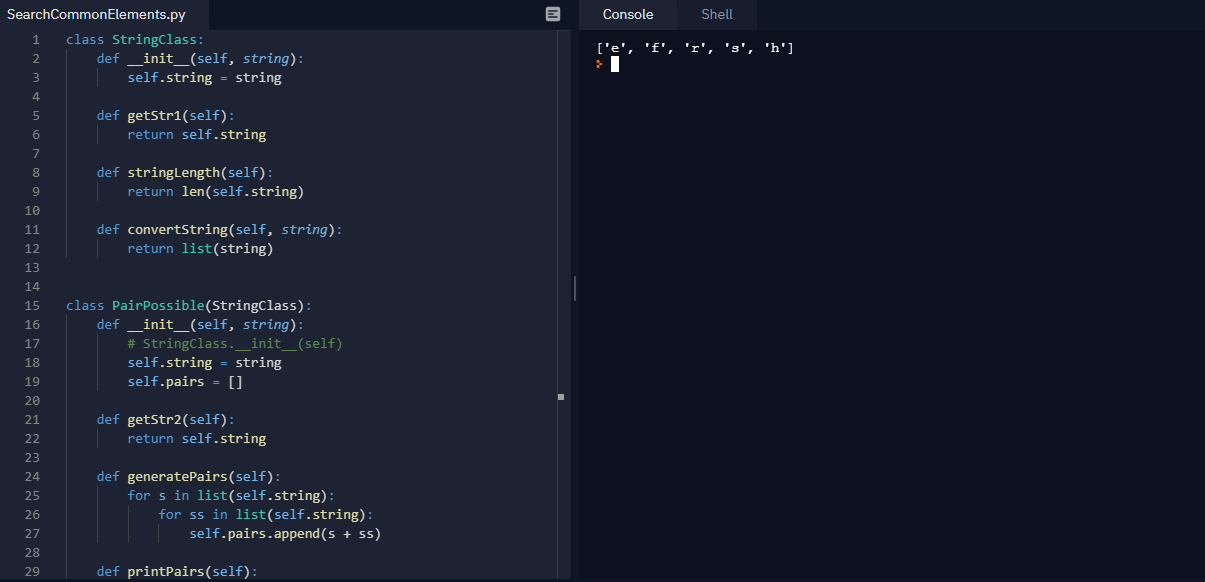 SearchCommonElements.py
Console Shell
1 class StringClass:
2 def __init__(self, string):
3 self.string = string
4
5 def getStr1(self):
6 return self.string
7
8 def stringLength(self):
9 return len(self.string)
10
11 def convertString(self, string):
12 return list(string)
13
14
15 class PairPossible(StringClass):
16 def __init__(self, string):
17 # StringClass.__init__(self)
18 self.string = string
19 self.pairs = []
20
21 def getStr2(self):
22 return self.string
23
24 def generatePairs(self):
25 for s in list(self.string):
26 for ss in list(self.string):
27 self.pairs.append(s + ss)
28
29 def printPairs(self):
['e', 'f', 'r', 's', 'h']